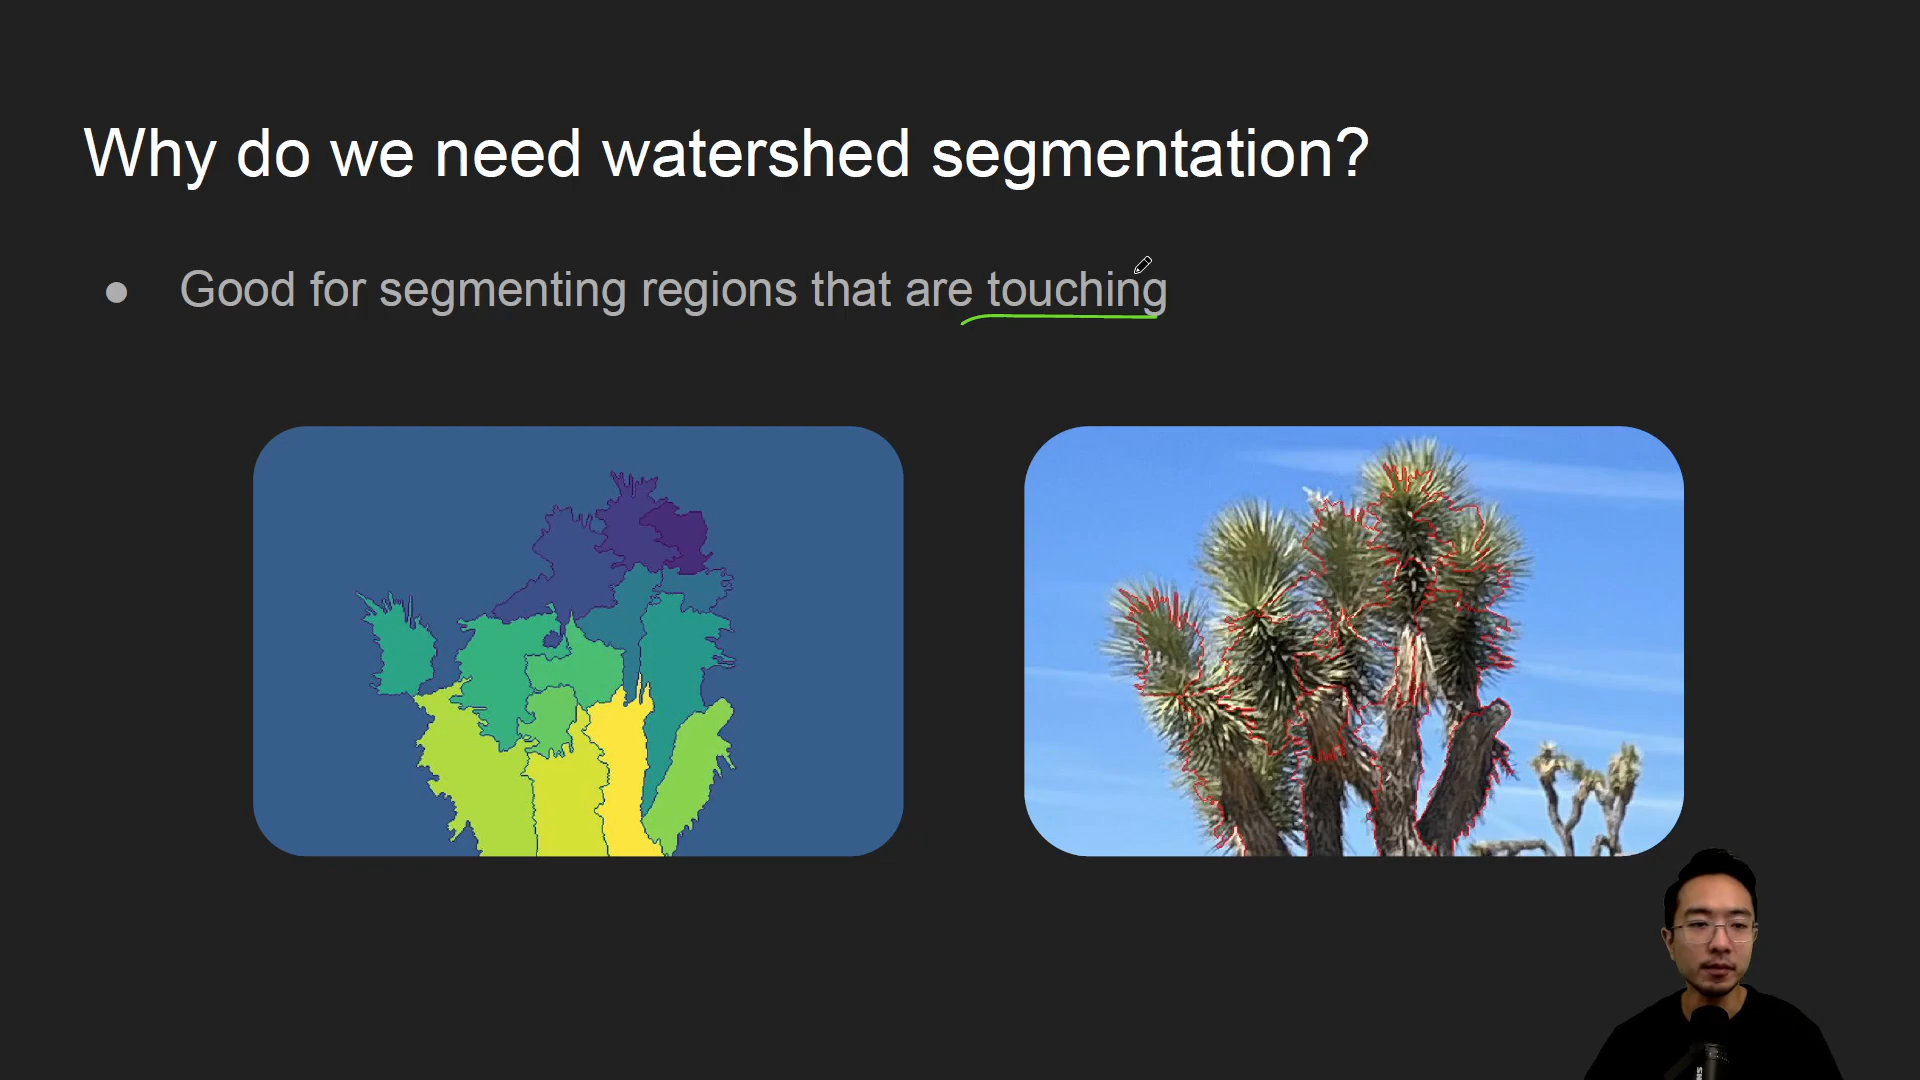 Why do we need watershed segmentation?
● Good for segmenting regions that are touching